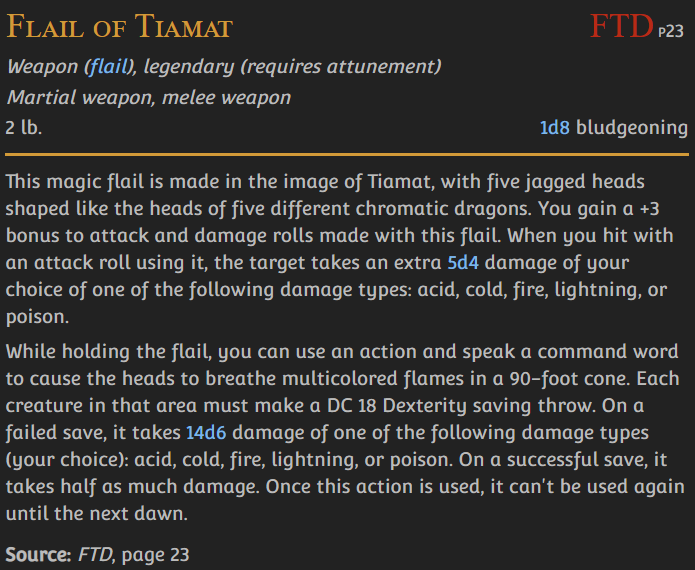 Flail of Tiamat FTD P23
Weapon (flail), legendary (requires attunement)
Martial weapon, melee weapon
2 lb. 1d8 bludgeoning
This magic flail is made in the image of Tiamat, with five jagged heads
shaped like the heads of five different chromatic dragons. You gain a +3
bonus to attack and damage rolls made with this flail. When you hit with
an attack roll using it, the target takes an extra 5d4 damage of your
choice of one of the following damage types: acid, cold, fire, lightning, or
poison.
While holding the flail, you can use an action and speak a command word
to cause the heads to breathe multicolored flames in a 90-foot cone. Each
creature in that area must make a DC 18 Dexterity saving throw. On a
failed save, it takes 14d6 damage of one of the following damage types
(your choice): acid, cold, fire, lightning, or poison. On a successful save, it
takes half as much damage. Once this action is used, it can't be used again
until the next dawn.
Source: FTD, page 23